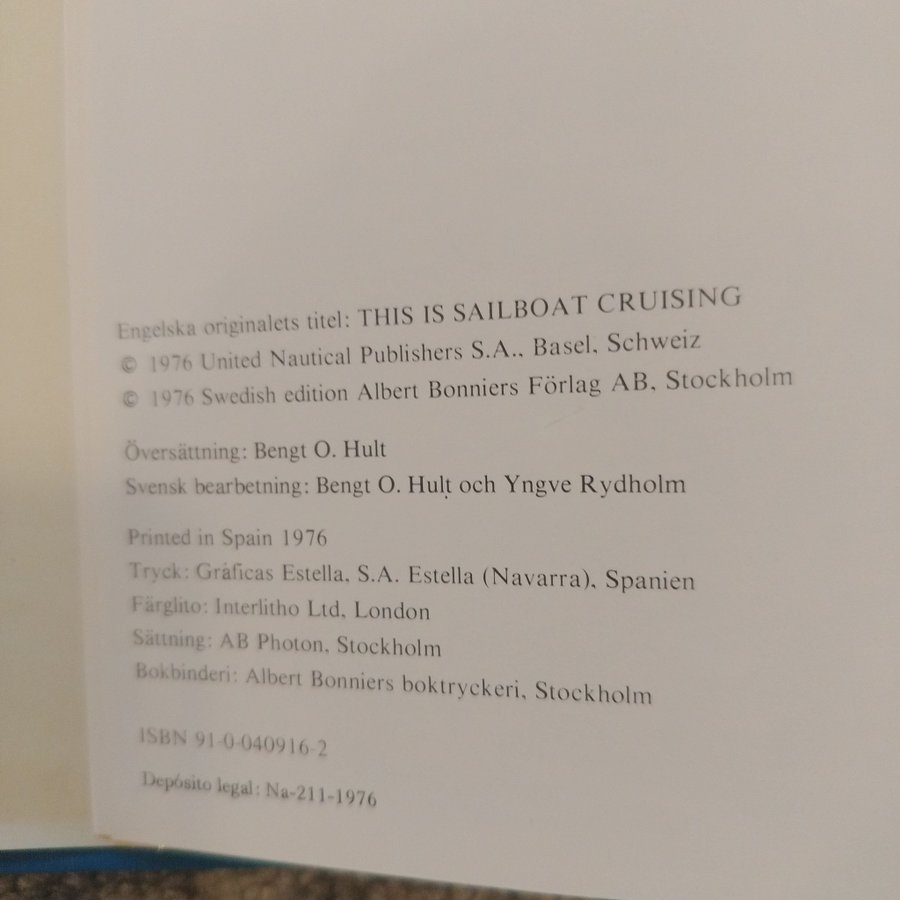 Engelska originalets titel: THIS IS SAILBOAT CRUISING
© 1976 United Nautical Publishers S.A., Basel, Schweiz
© 1976 Swedish edition Albert Bonniers Förlag AB, Stockholm
Översättning: Bengt O. Hult
Svensk bearbetning: Bengt O. Hult och Yngve Rydholm
Printed in Spain 1976
Tryck: Gráficas Estella, S.A. Estella (Navarra), Spanien
Färglito: Interlitho Ltd, London
Sättning: AB Photon, Stockholm
Bokbinderi: Albert Bonniers boktryckeri, Stockholm
ISBN 91-0-040916-2
Depósito legal: Na-211-1976